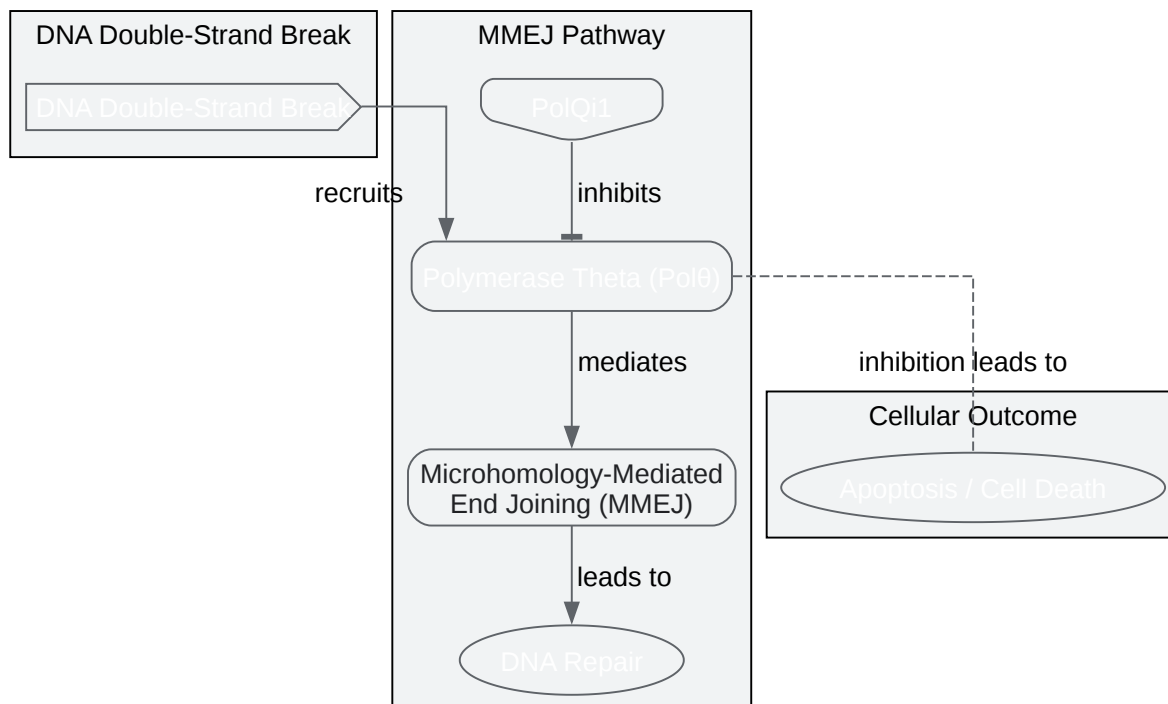 DNA Double-Strand Break
MMEJ Pathway
DNA Double-Strand Break
PolQi1
recruits
inhibits
Polymerase Theta (Polθ)
mediates
inhibition leads to
Cellular Outcome
Microhomology-Mediated
End Joining (MMEJ)
Apoptosis / Cell Death
leads to
DNA Repair